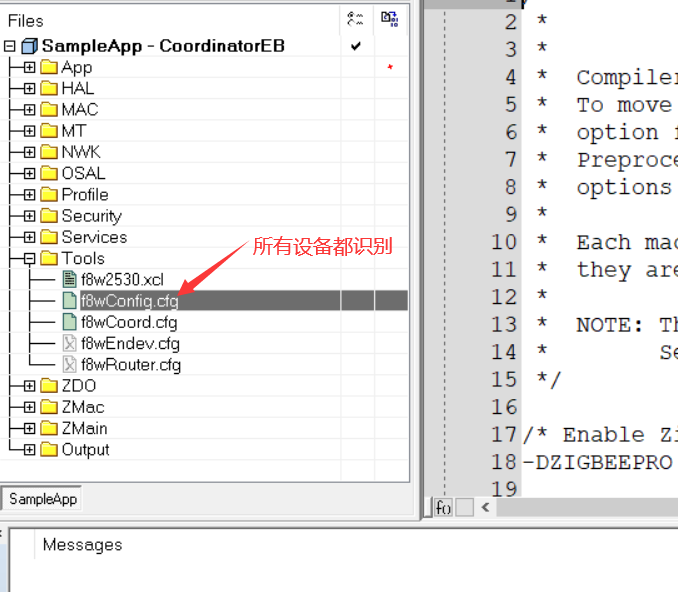 Files
SampleApp - CoordinatorEB
App
HAL
MAC
MT
NWK
OSAL
Profile
Security
Services
Tools
f8w2530.xcl
f8wConfig.cfg
f8wCoord.cfg
f8wEndev.cfg
f8wRouter.cfg
ZDO
ZMac
ZMain
Output
所有设备都识别
SampleApp
2 *
3 *
4 * Compiler
5 * To move
6 * option f
7 * Preproce
8 * options
9 *
10 * Each mac
11 * they are
12 *
13 * NOTE: Th
14 * Se
15 */
16
17 /* Enable Zi
18 -DZIGBEEPRO
19
f()
Messages